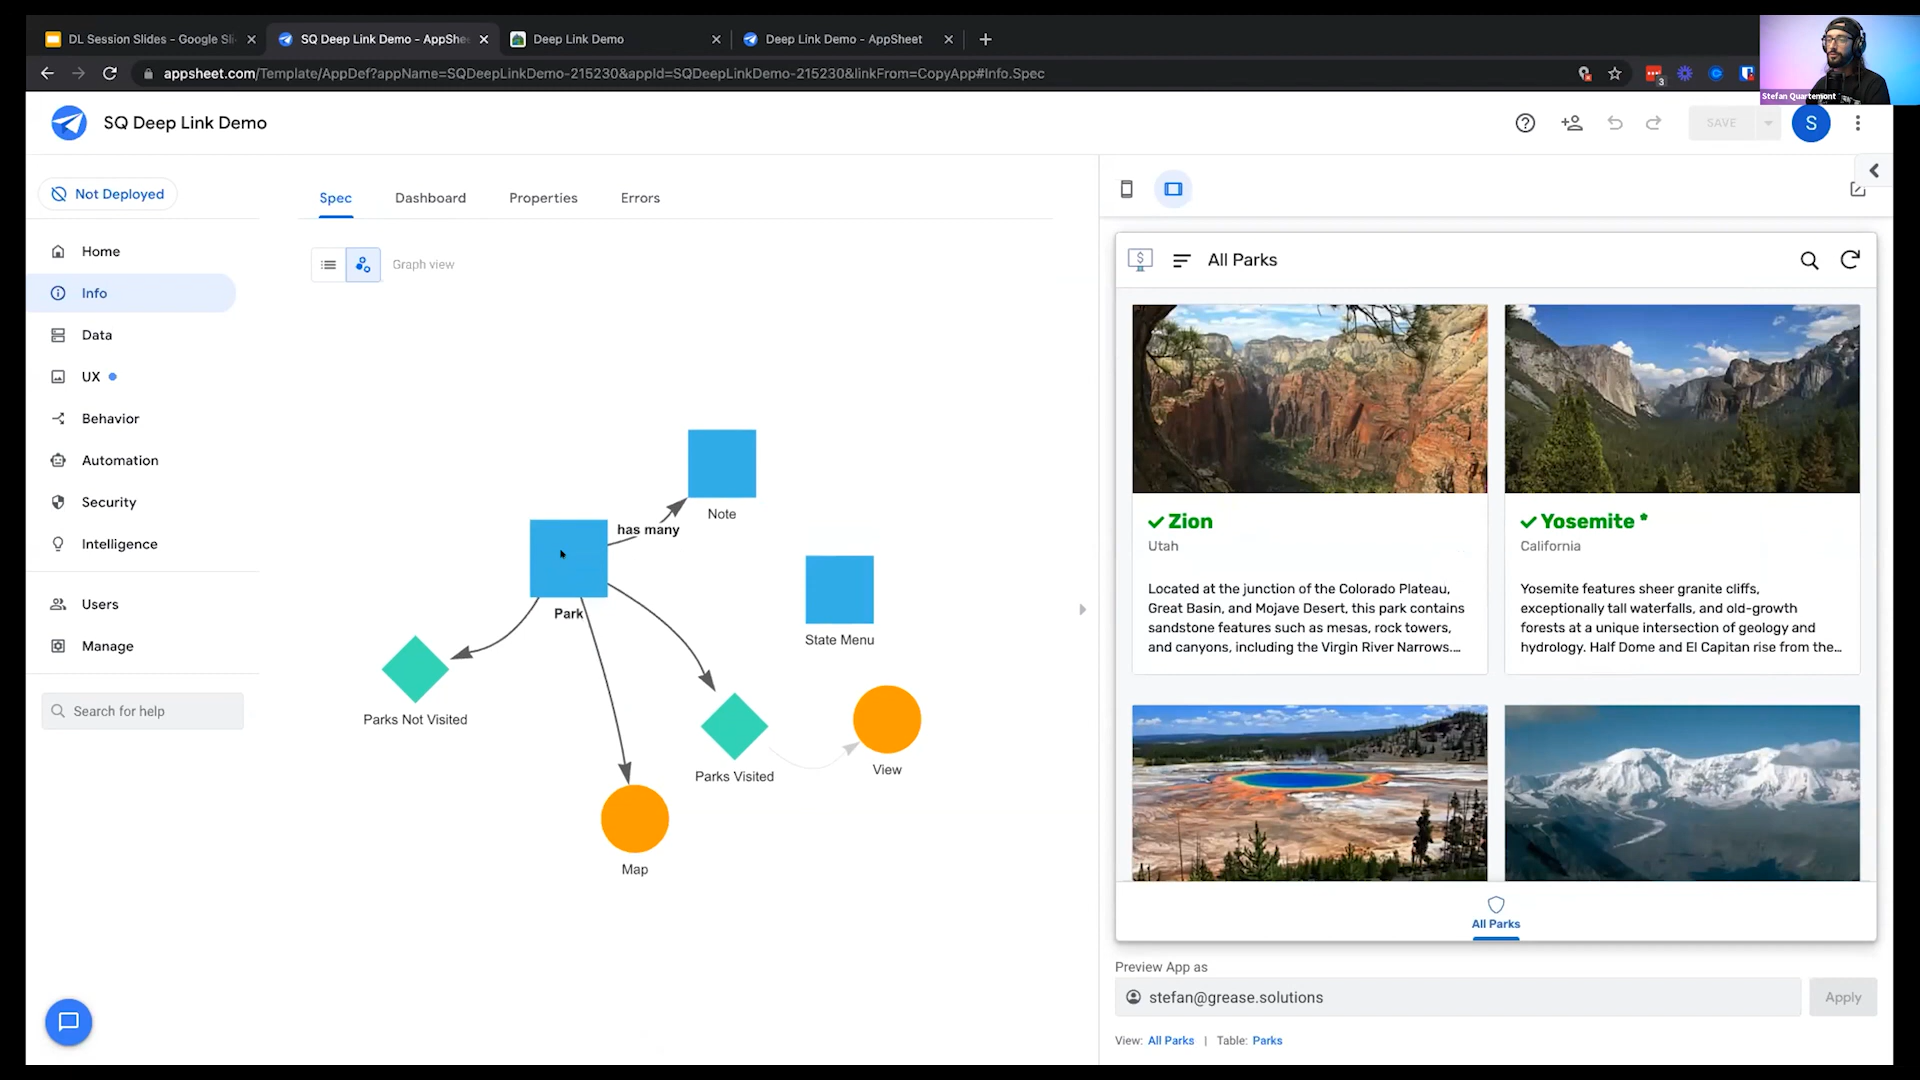 DL Session Slides - Google Sli
SQ Deep Link Demo - AppShe
Deep Link Demo
Deep Link Demo - AppSheet
appsheet.com/Template/AppDef?appName=SQDeepLinkDemo-215230&appId=SQDeepLinkDemo-215230&linkFrom=CopyApp#Info.Spec
3
Stefan Quartemont
SQ Deep Link Demo
SAVE
S
Not Deployed
Home
Info
Data
UX
Behavior
Automation
Security
Intelligence
Users
Manage
Search for help
Spec
Dashboard
Properties
Errors
Graph view
Note
has many
Park
State Menu
Parks Not Visited
Parks Visited
View
Map
$
All Parks
Zion
Utah
Located at the junction of the Colorado Plateau,
Great Basin, and Mojave Desert, this park contains
sandstone features such as mesas, rock towers,
and canyons, including the Virgin River Narrows....
Yosemite *
California
Yosemite features sheer granite cliffs,
exceptionally tall waterfalls, and old-growth
forests at a unique intersection of geology and
hydrology. Half Dome and El Capitan rise from the...
All Parks
Preview App as
stefan@grease.solutions
Apply
View: All Parks | Table: Parks